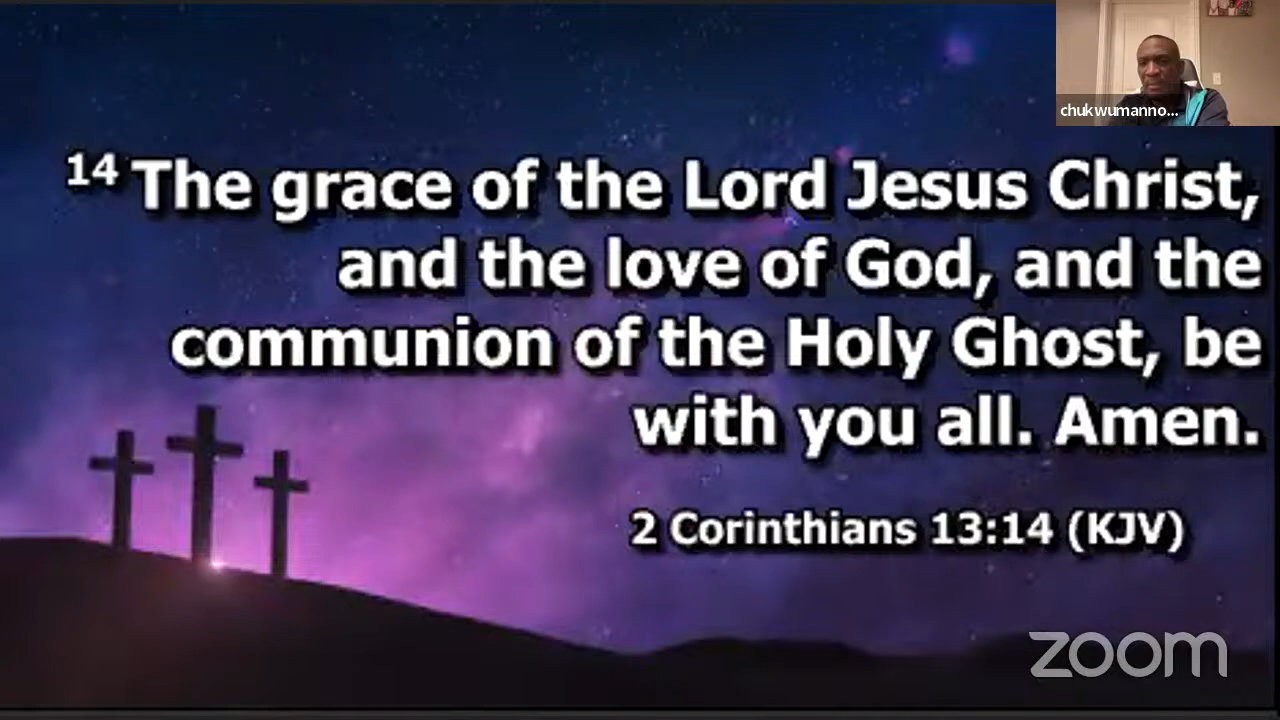 chukwumanno...
14 The grace of the Lord Jesus Christ,
and the love of God, and the
communion of the Holy Ghost, be
with you all. Amen.
2 Corinthians 13:14 (KJV)
zoom